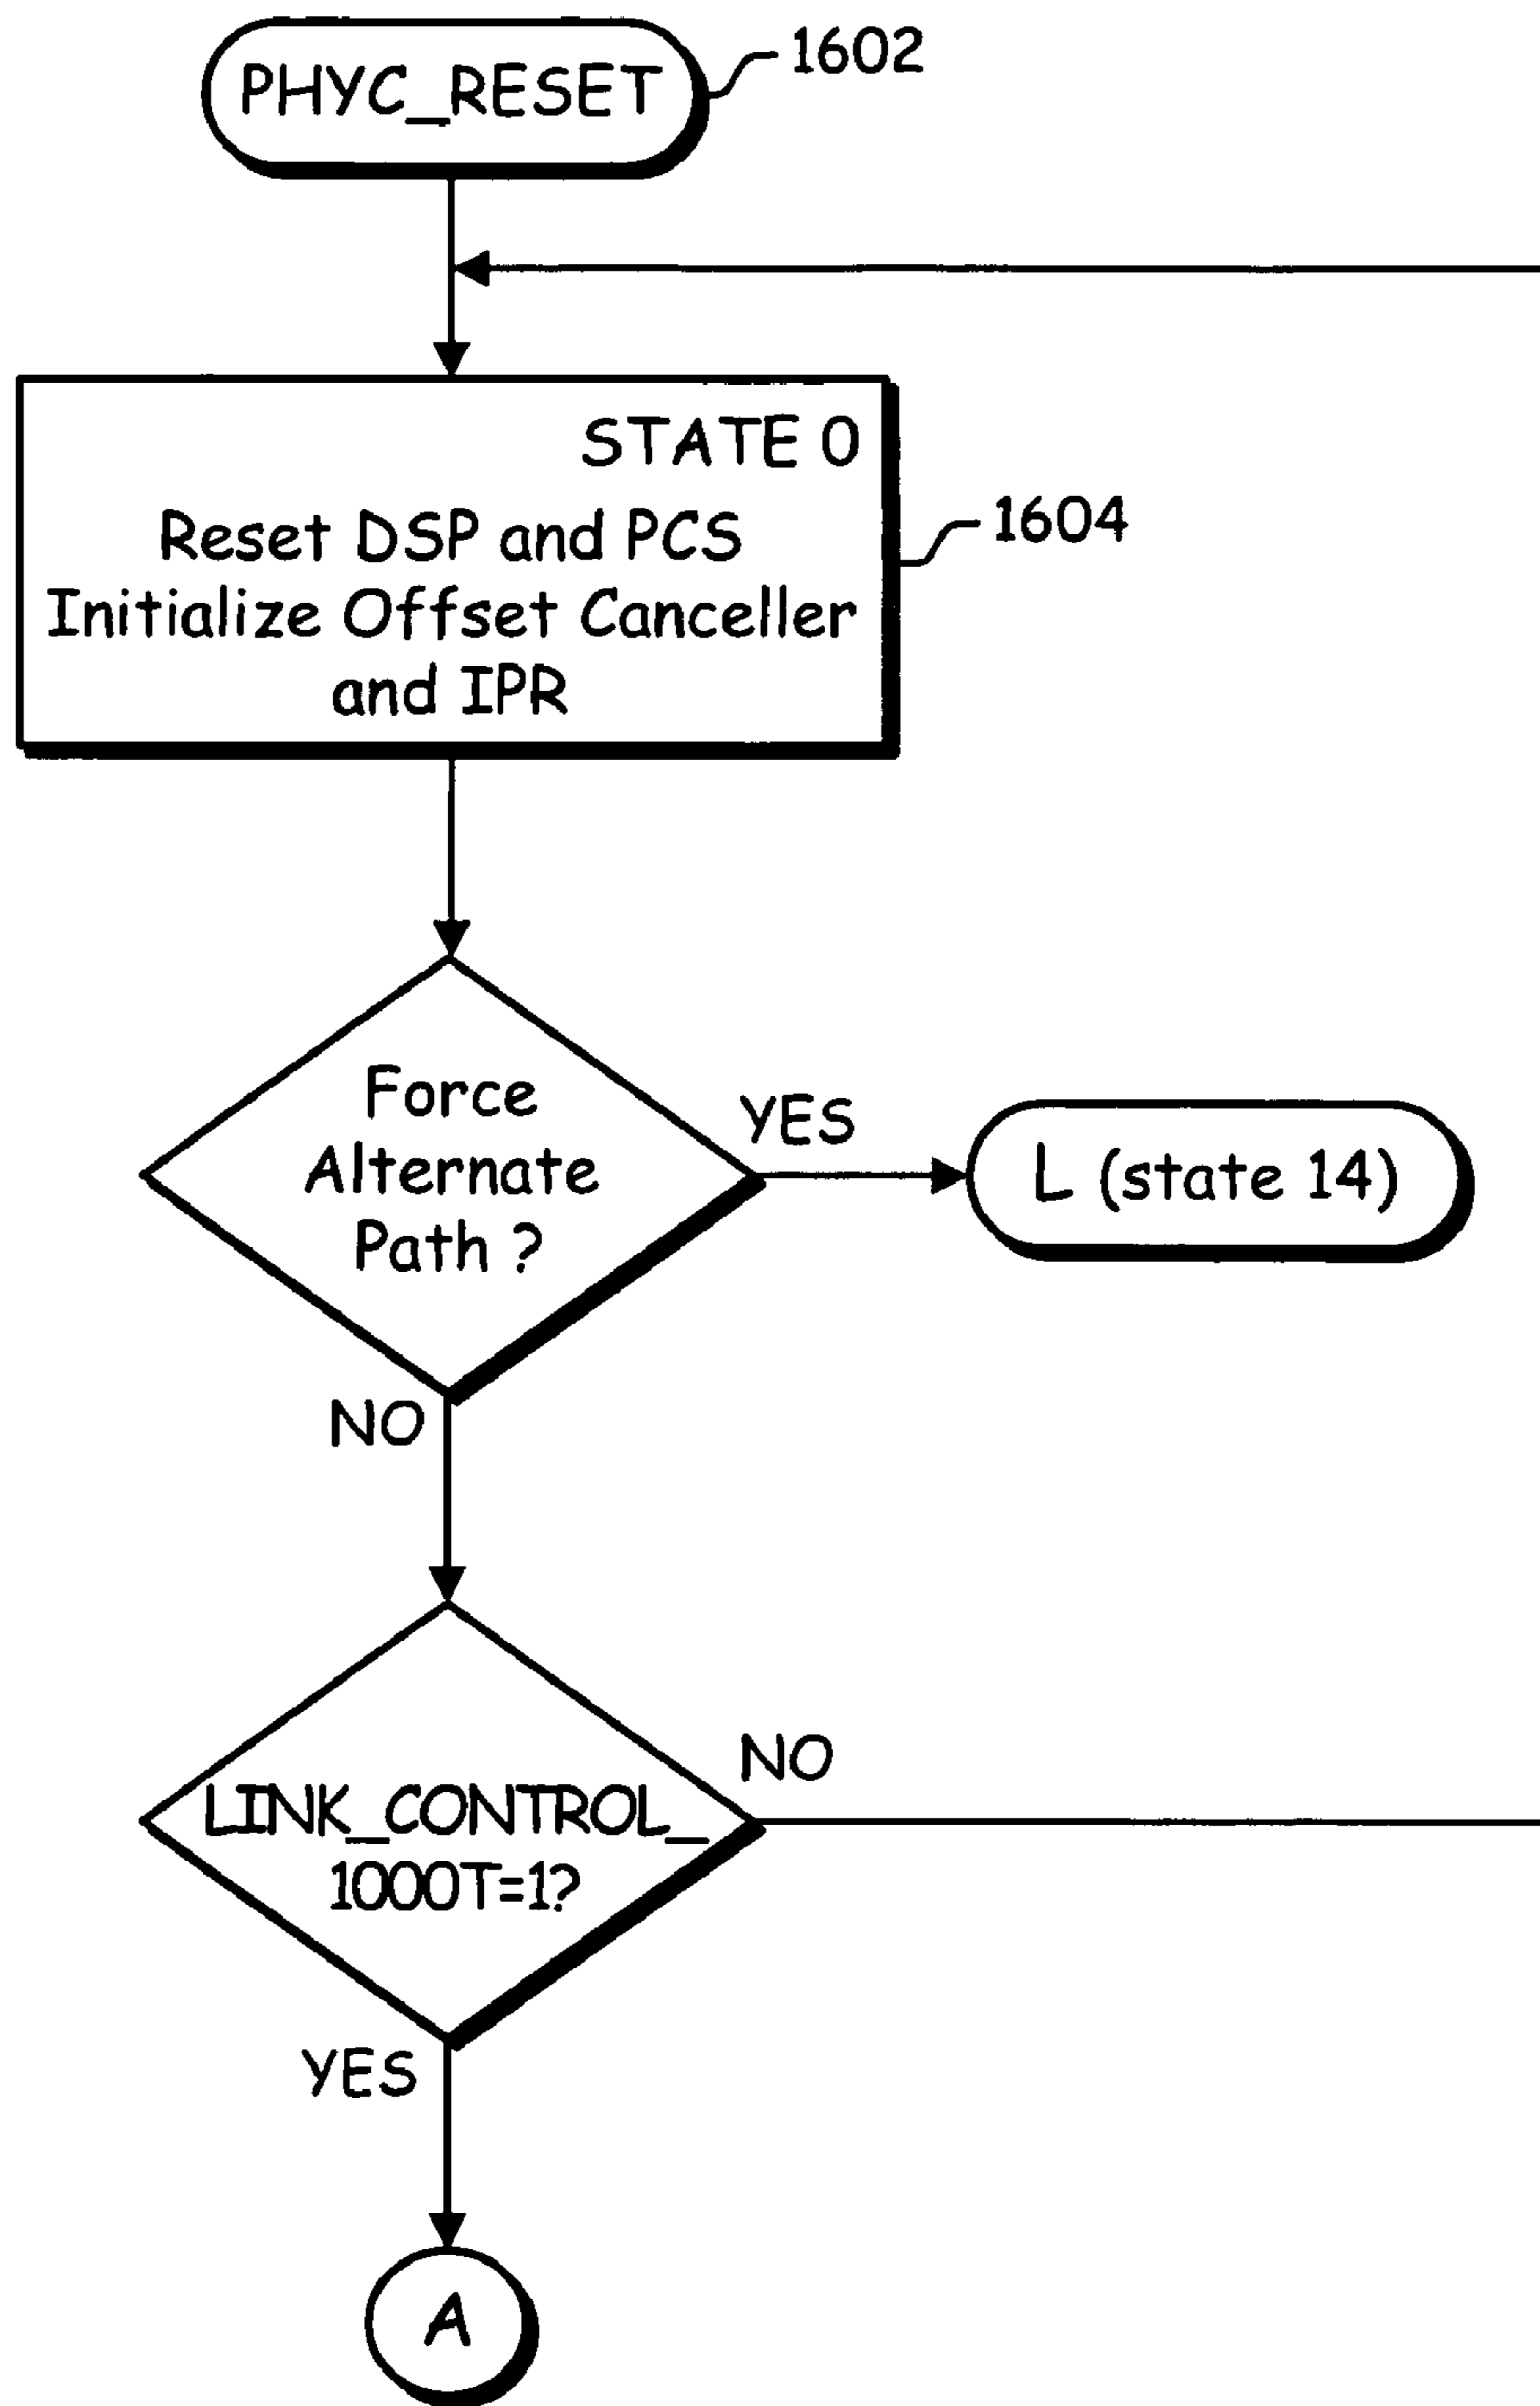 PHYC_RESET
1602
STATE 0
Reset DSP and PCS
Initialize Offset Canceller
and IPR
1604
Force
Alternate
Path ?
YES
L (state 14)
NO
LINK_CONTROL_
1000T=1?
NO
YES
A